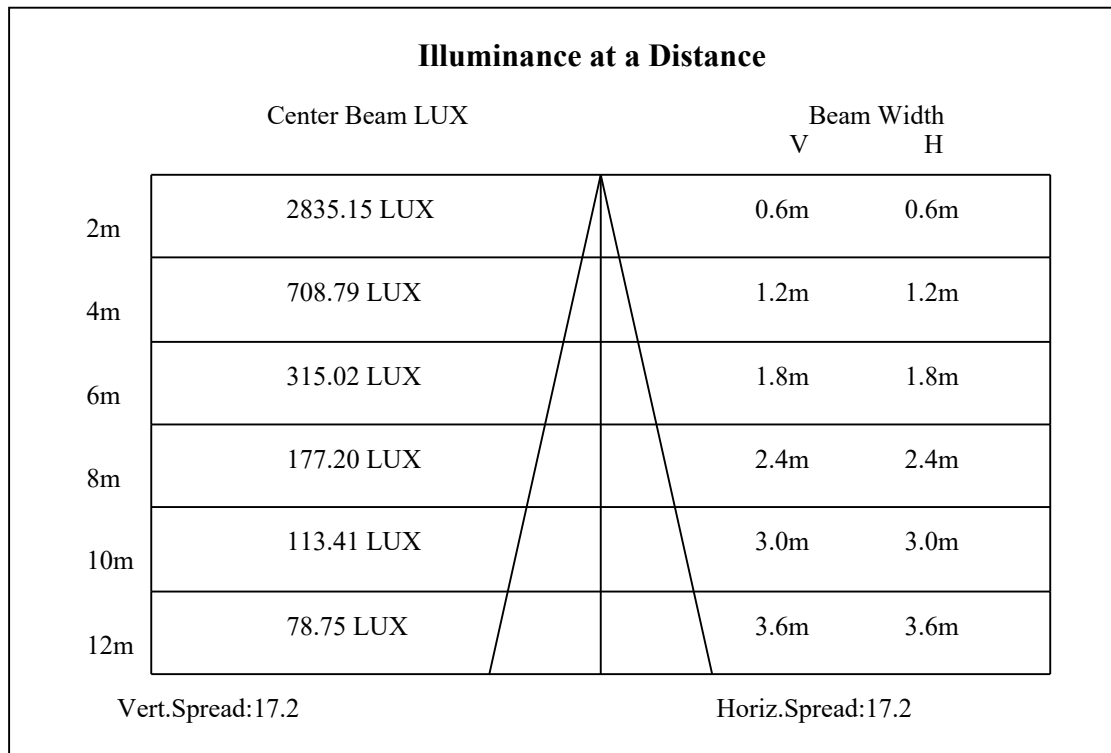 Illuminance at a Distance
Center Beam LUX Beam Width
V H
2m 2835.15 LUX 0.6m 0.6m
4m 708.79 LUX 1.2m 1.2m
6m 315.02 LUX 1.8m 1.8m
8m 177.20 LUX 2.4m 2.4m
10m 113.41 LUX 3.0m 3.0m
12m 78.75 LUX 3.6m 3.6m
Vert.Spread:17.2 Horiz.Spread:17.2